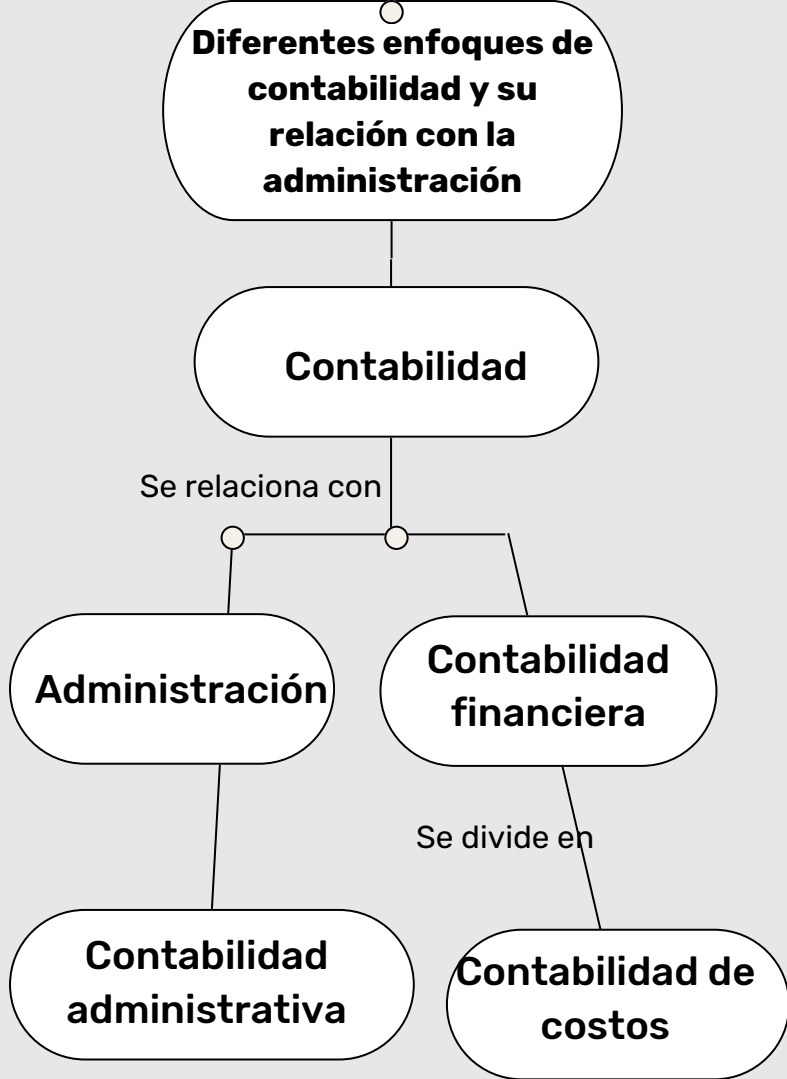 Diferentes enfoques de
contabilidad y su
relación con la
administración
Contabilidad
Se relaciona con
Administración
Contabilidad
financiera
Se divide en
Contabilidad
administrativa
Contabilidad de
costos